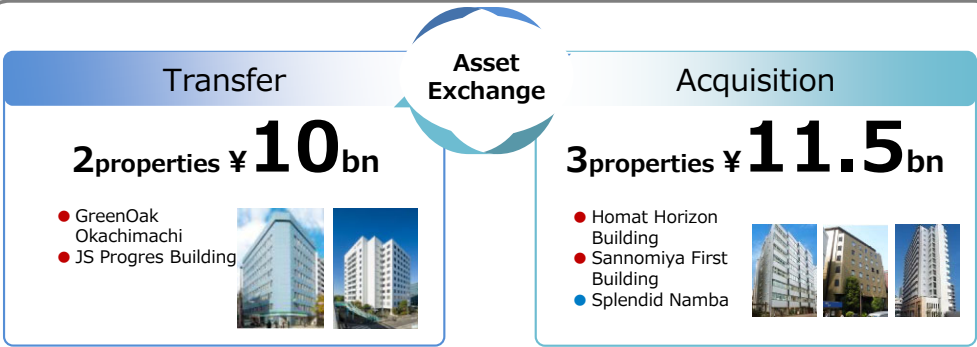 Asset
Exchange
Transfer
2properties ¥10bn
● GreenOak
Okachimachi
● JS Progres Building
Acquisition
3properties ¥11.5bn
● Homat Horizon
Building
● Sannomiya First
Building
● Splendid Namba